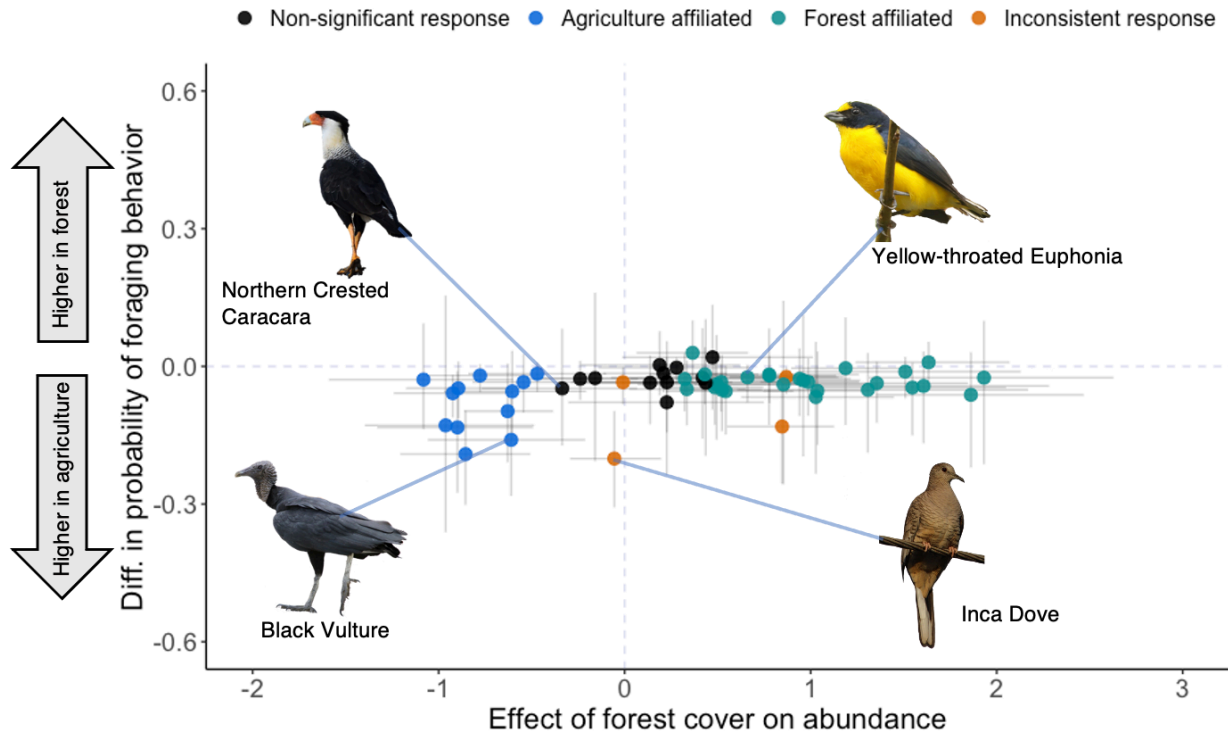 Non-significant response
Agriculture affiliated
Forest affiliated
Inconsistent response
Higher in forest
Higher in agriculture
Diff. in probability of foraging behavior
0.6
0.3
0.0
-0.3
-0.6
Northern Crested
Caracara
Yellow-throated Euphonia
Black Vulture
Inca Dove
-2
-1
0
1
2
3
Effect of forest cover on abundance